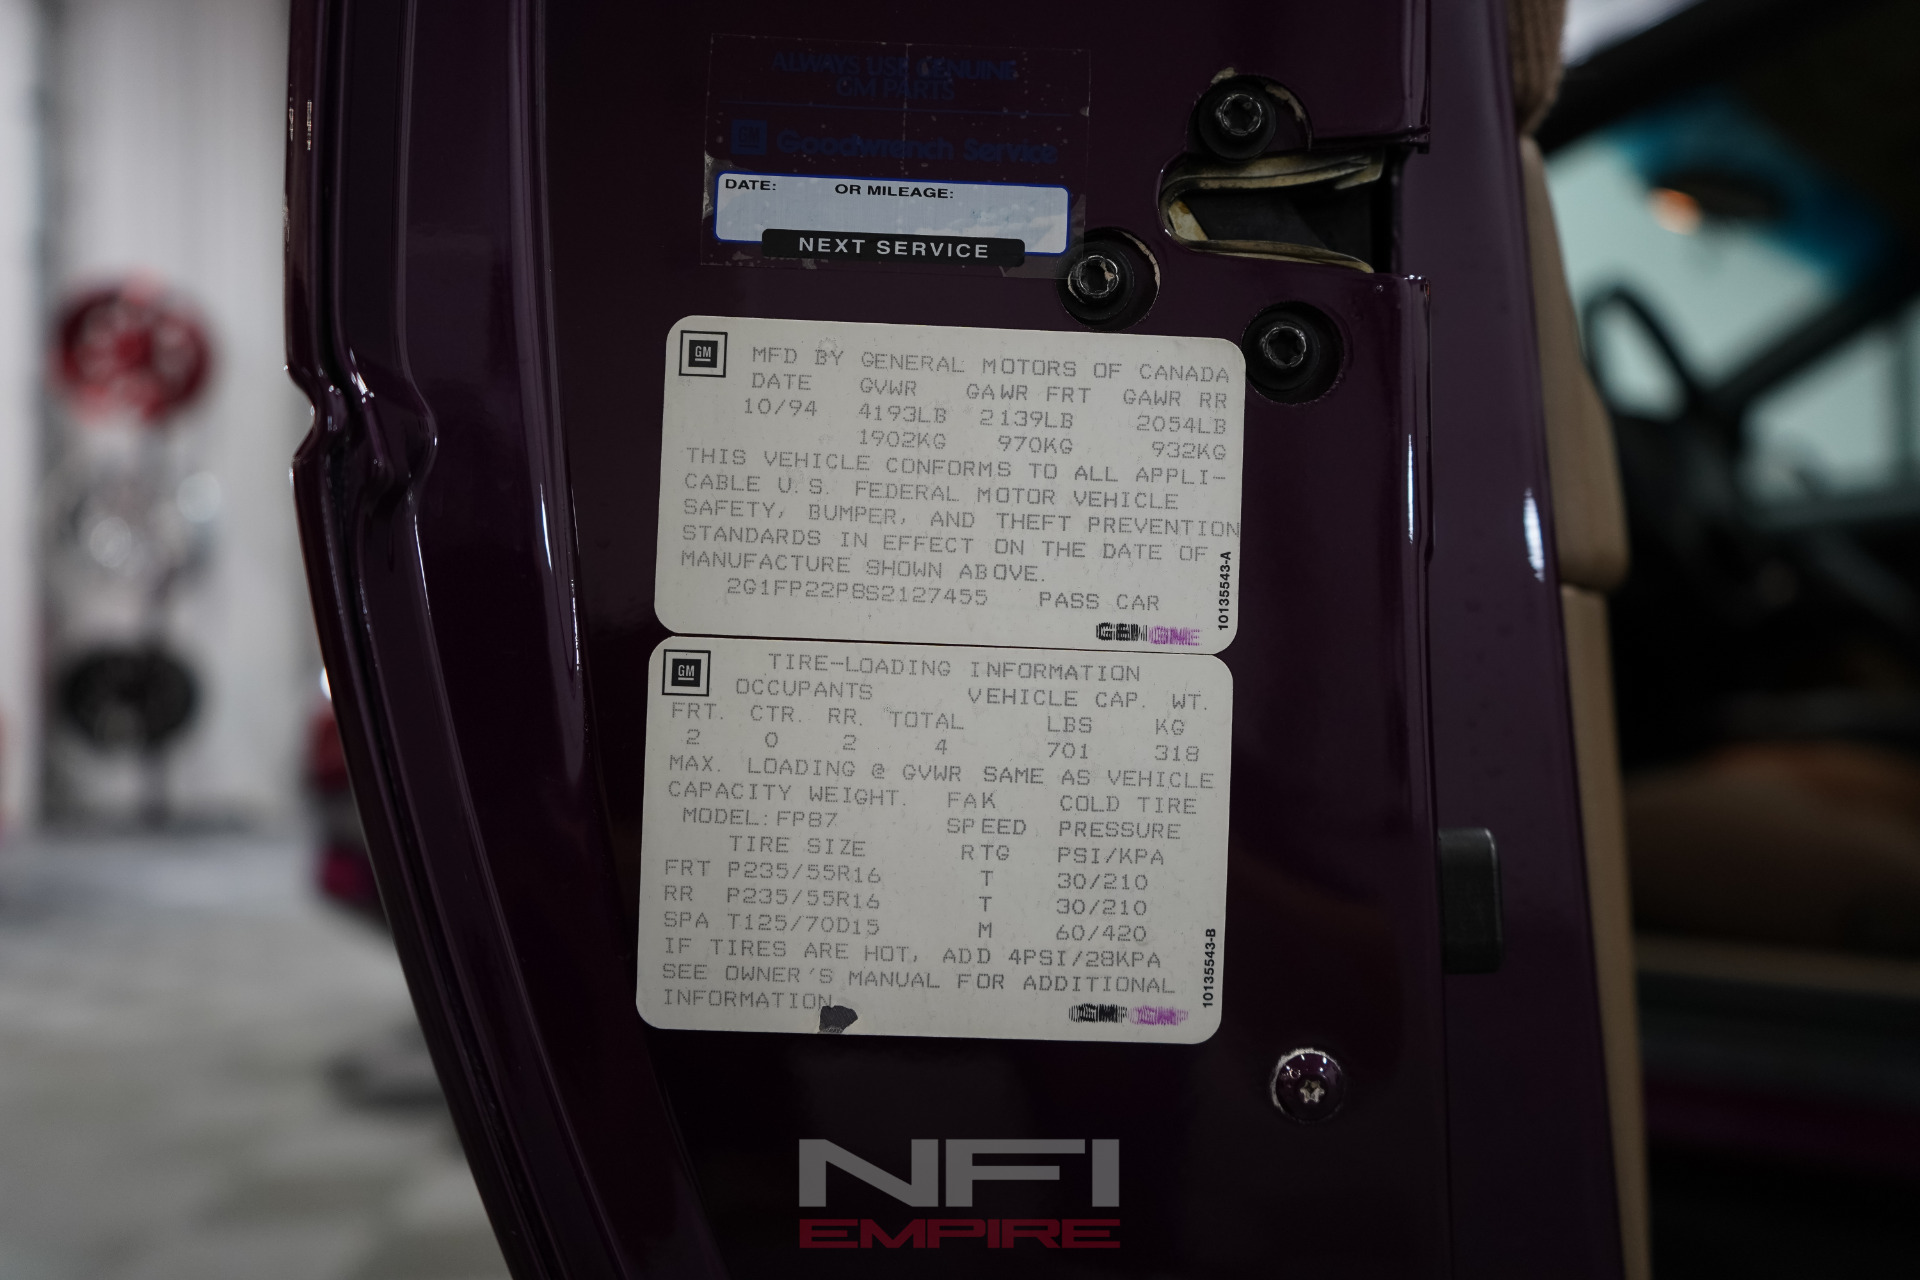 ALWAYS USE GENUINE
GM PARTS
GM Goodwrench Service
DATE: OR MILEAGE:
NEXT SERVICE
GM
MFD BY GENERAL MOTORS OF CANADA
DATE GVWR GAWR FRT GAWR RR
10/94 4193LB 2139LB 2054LB
1902KG 970KG 932KG
THIS VEHICLE CONFORMS TO ALL APPLI-
CABLE U.S. FEDERAL MOTOR VEHICLE
SAFETY, BUMPER, AND THEFT PREVENTION
STANDARDS IN EFFECT ON THE DATE OF
MANUFACTURE SHOWN ABOVE.
2G1FP22P8S2127455 PASS CAR
10135543-A
GM
TIRE-LOADING INFORMATION
OCCUPANTS VEHICLE CAP. WT.
FRT. CTR. RR. TOTAL LBS KG
2 0 2 4 701 318
MAX. LOADING @ GVWR SAME AS VEHICLE
CAPACITY WEIGHT. FAK COLD TIRE
MODEL:FP87 SPEED PRESSURE
TIRE SIZE RTG PSI/KPA
FRT P235/55R16 T 30/210
RR P235/55R16 T 30/210
SPA T125/70D15 M 60/420
IF TIRES ARE HOT, ADD 4PSI/28KPA
SEE OWNER'S MANUAL FOR ADDITIONAL
INFORMATION
10135543-B
NFI
EMPIRE